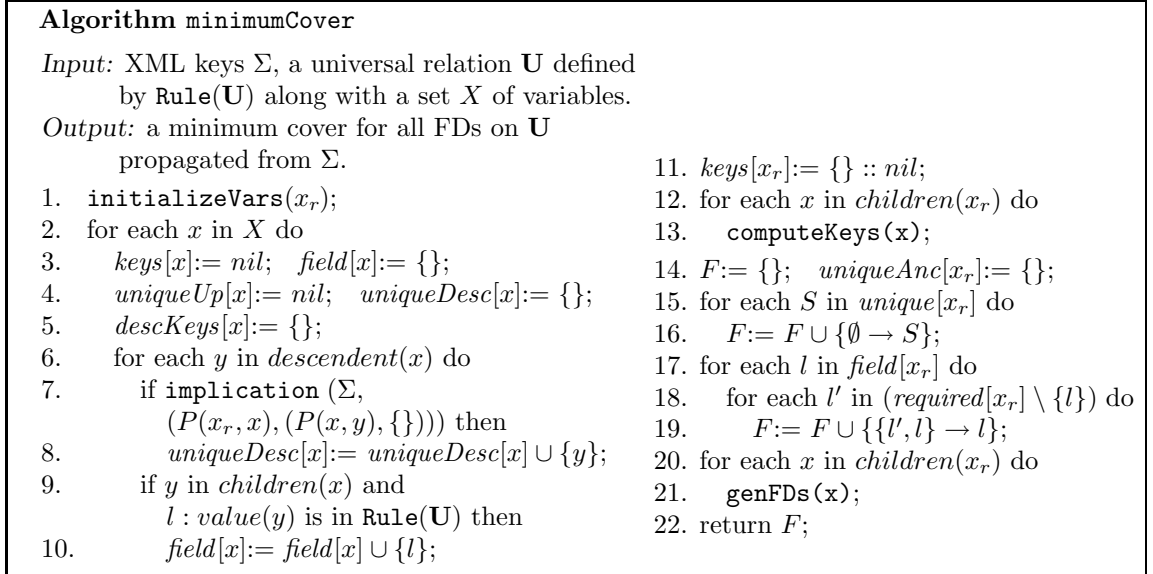 Algorithm minimumCover
Input: XML keys Σ, a universal relation U defined
by Rule(U) along with a set X of variables.
Output: a minimum cover for all FDs on U
propagated from Σ.
1. initializeVars(x_r);
2. for each x in X do
3. keys[x]:= nil; field[x]:= {};
4. uniqueUp[x]:= nil; uniqueDesc[x]:= {};
5. descKeys[x]:= {};
6. for each y in descendent(x) do
7. if implication (Σ,
(P(x_r, x), (P(x, y), {}))) then
8. uniqueDesc[x]:= uniqueDesc[x] ∪ {y};
9. if y in children(x) and
l : value(y) is in Rule(U) then
10. field[x]:= field[x] ∪ {l};
11. keys[x_r]:= {} :: nil;
12. for each x in children(x_r) do
13. computeKeys(x);
14. F:= {}; uniqueAnc[x_r]:= {};
15. for each S in unique[x_r] do
16. F:= F ∪ {∅ → S};
17. for each l in field[x_r] do
18. for each l′ in (required[x_r] \ {l}) do
19. F:= F ∪ {{l′, l} → l};
20. for each x in children(x_r) do
21. genFDs(x);
22. return F;